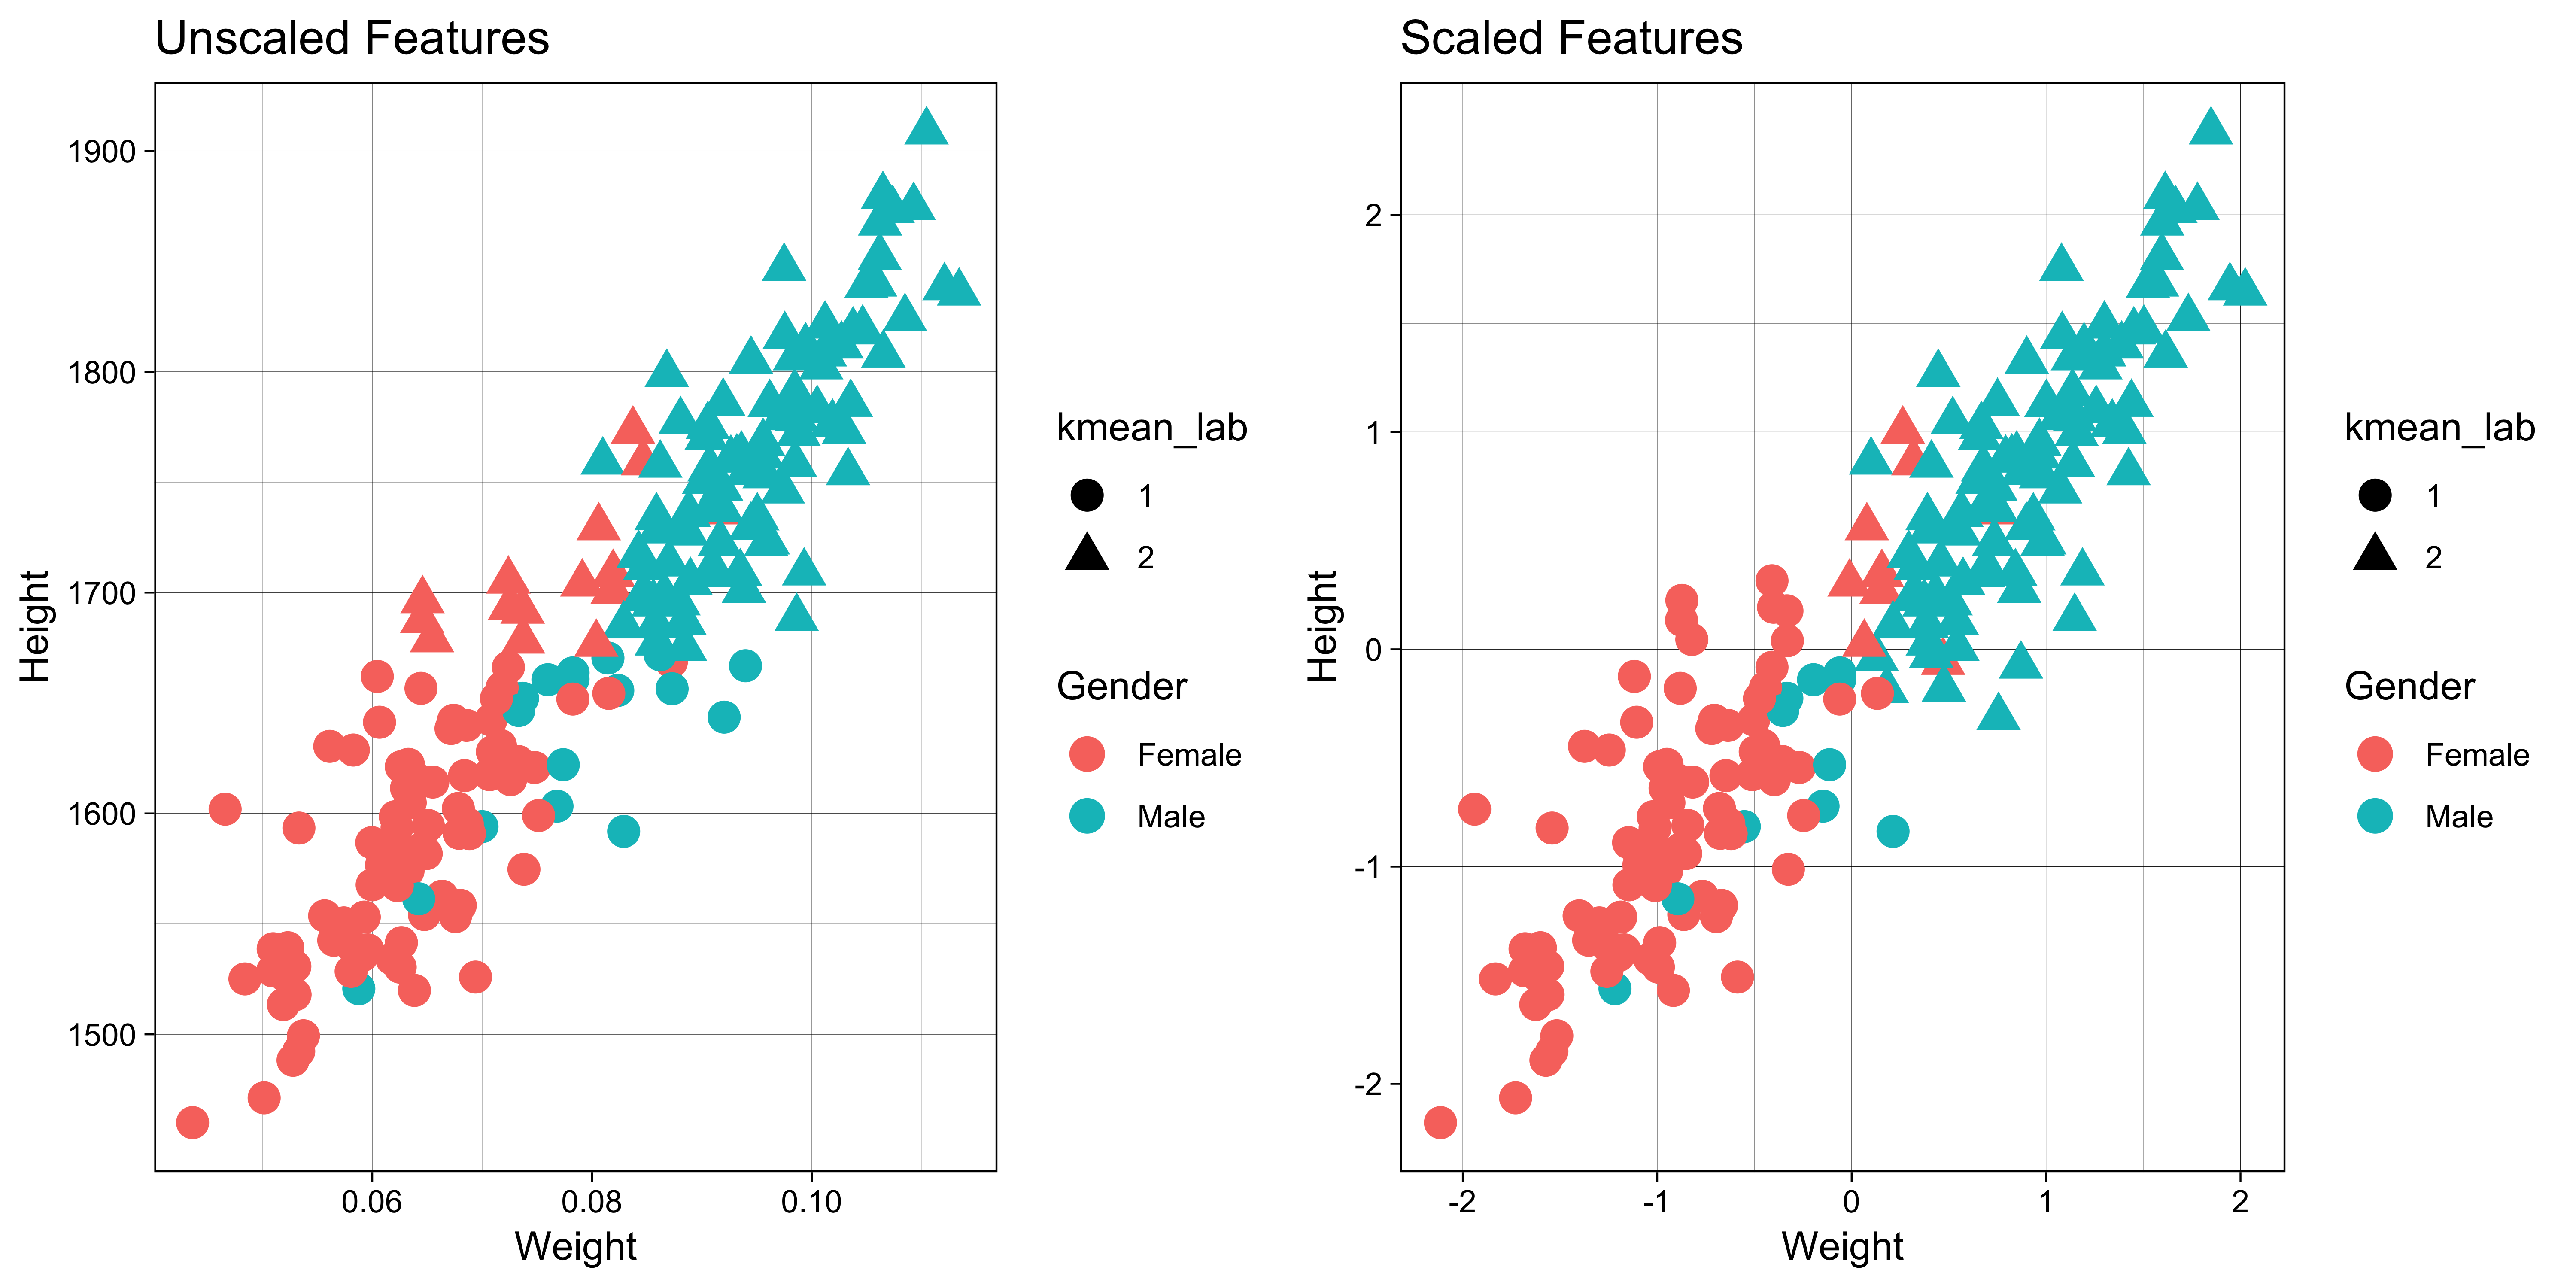 Unscaled Features
1900
1800
1700
1600
1500
Height
0.06 0.08 0.10
Weight
kmean_lab
1
2
Gender
Female
Male
Scaled Features
2
1
0
-1
-2
Height
-2 -1 0 1 2
Weight
kmean_lab
1
2
Gender
Female
Male